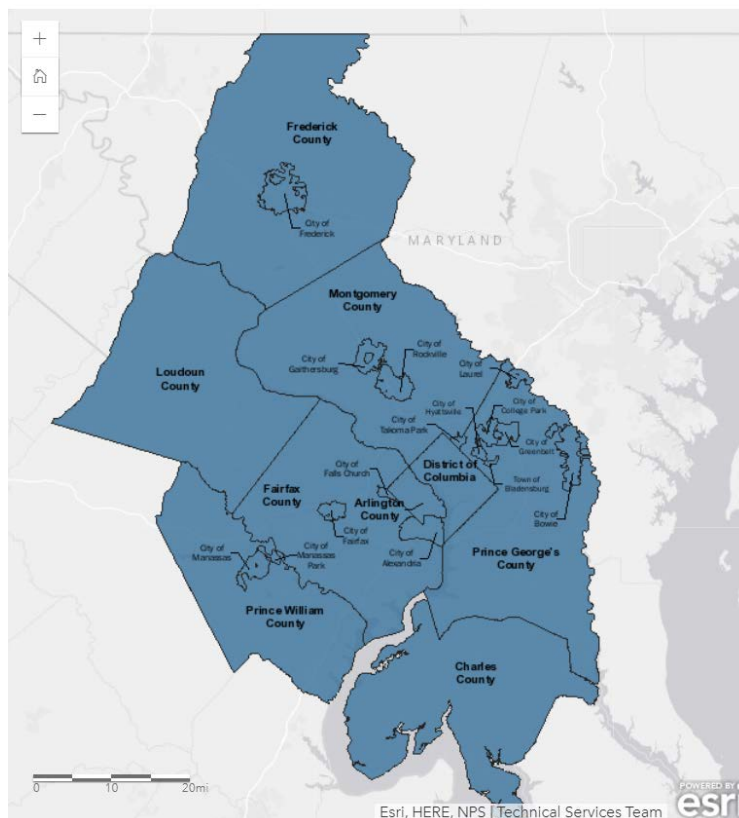 +
−
Frederick
County
City of
Frederick
MARYLAND
Montgomery
County
City of
Rockville
City of
Gaithersburg
City of
Laurel
Loudoun
County
City of
Hyattsville
City of
College Park
City of
Takoma Park
City of
Greenbelt
City of
Falls Church
District of
Columbia
Town of
Bladensburg
Fairfax
County
Arlington
County
City of
Bowie
City of
Fairfax
City of
Manassas
City of
Manassas
Park
City of
Alexandria
Prince George's
County
Prince William
County
Charles
County
0 10 20mi
POWERED BY
esri
Esri, HERE, NPS | Technical Services Team